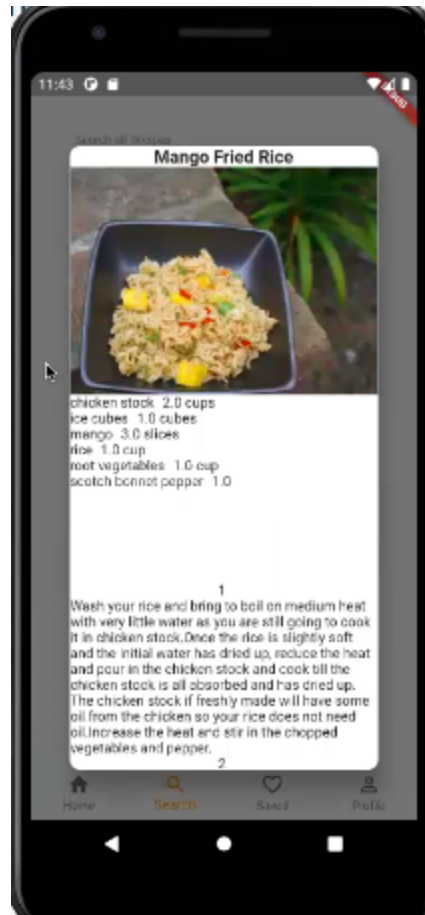 11:43
DEBUG
Search all Recipes
Mango Fried Rice
chicken stock 2.0 cups
ice cubes 1.0 cubes
mango 3.0 slices
rice 1.0 cup
root vegetables 1.0 cup
scotch bonnet pepper 1.0
1
Wash your rice and bring to boil on medium heat
with very little water as you are still going to cook
it in chicken stock.Once the rice is slightly soft
and the initial water has dried up, reduce the heat
and pour in the chicken stock and cook till the
chicken stock is all absorbed and has dried up.
The chicken stock if freshly made will have some
oil from the chicken so your rice does not need
oil.Increase the heat and stir in the chopped
vegetables and pepper.
2
Home Search Saved Profile